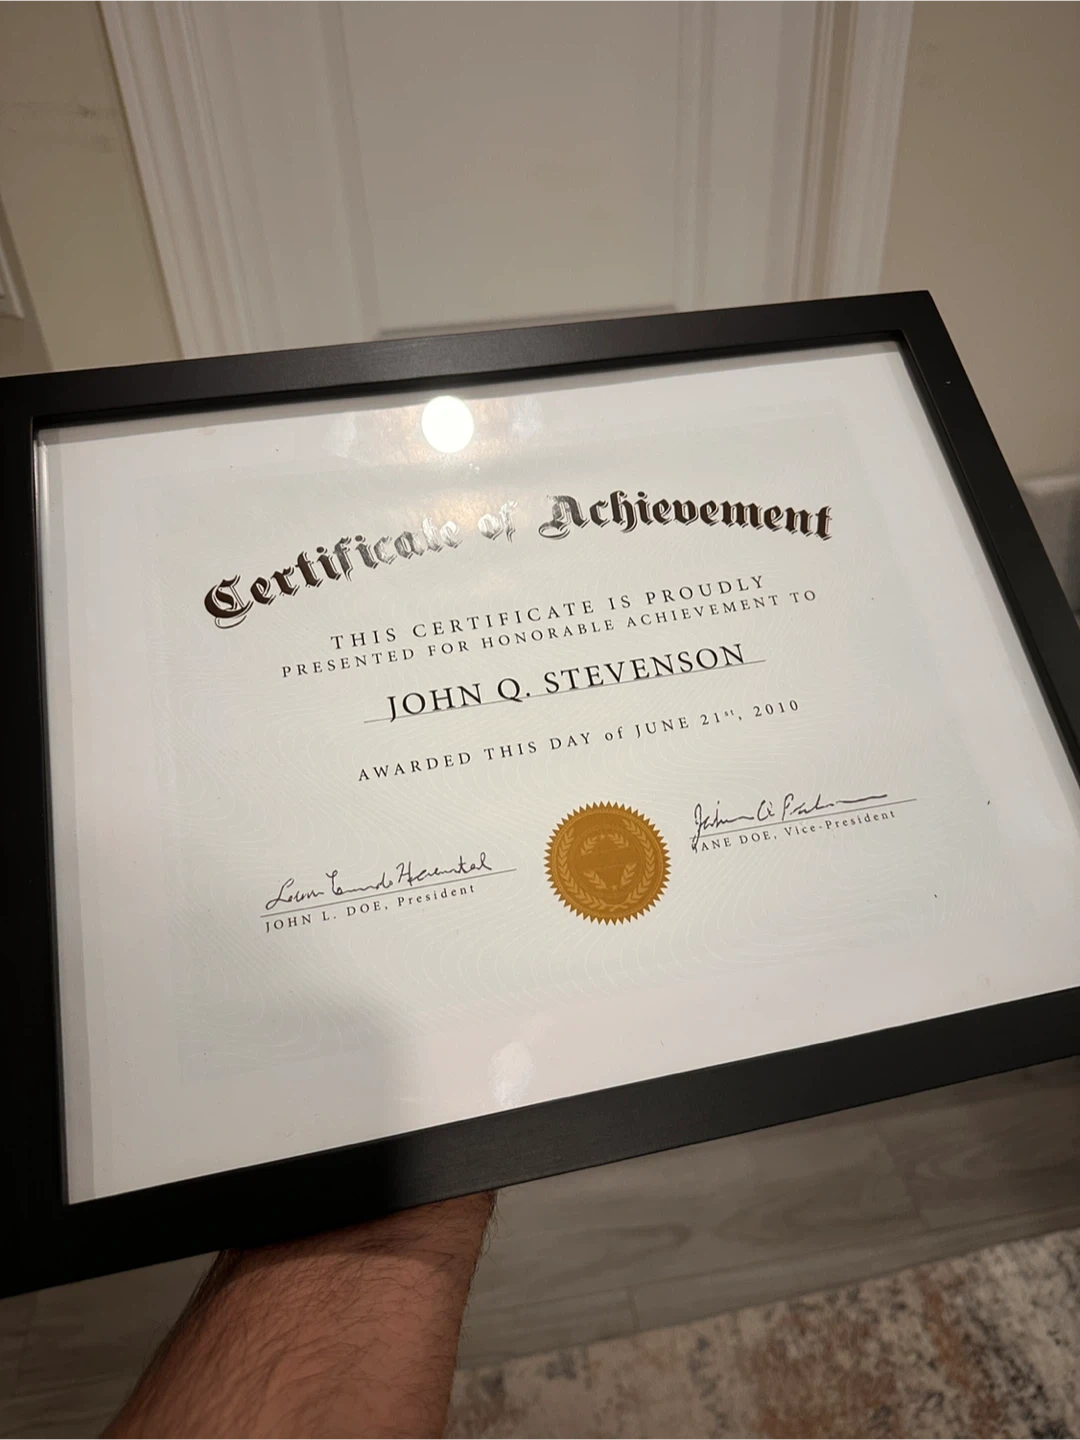 Certificate of Achievement
THIS CERTIFICATE IS PROUDLY
PRESENTED FOR HONORABLE ACHIEVEMENT TO
JOHN Q. STEVENSON
AWARDED THIS DAY of JUNE 21st, 2010
JOHN L. DOE, President
JANE DOE, Vice-President